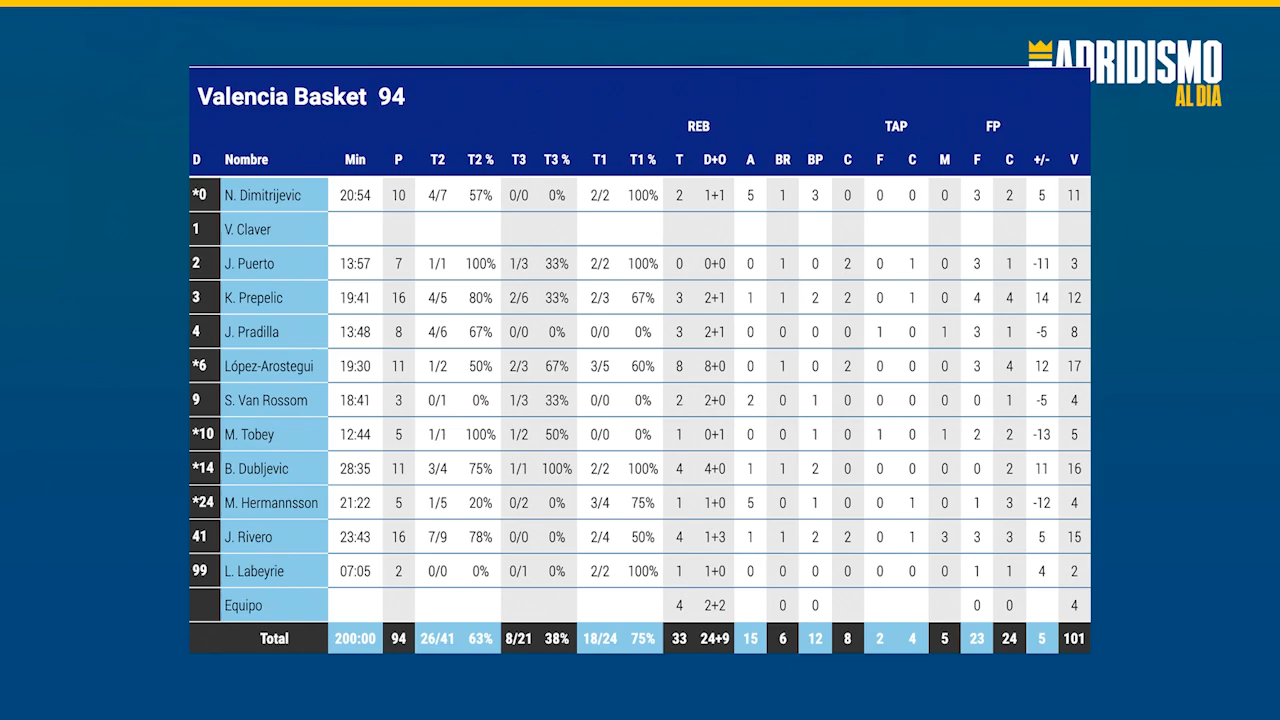 MADRIDISMO
AL DIA
Valencia Basket 94
REB TAP FP
D Nombre Min P T2 T2 % T3 T3 % T1 T1 % T D+O A BR BP C F C M F C +/- V
*0 N. Dimitrijevic 20:54 10 4/7 57% 0/0 0% 2/2 100% 2 1+1 5 1 3 0 0 0 0 3 2 5 11
1 V. Claver
2 J. Puerto 13:57 7 1/1 100% 1/3 33% 2/2 100% 0 0+0 0 1 0 2 0 1 0 3 1 -11 3
3 K. Prepelic 19:41 16 4/5 80% 2/6 33% 2/3 67% 3 2+1 1 1 2 2 0 1 0 4 4 14 12
4 J. Pradilla 13:48 8 4/6 67% 0/0 0% 0/0 0% 3 2+1 0 0 0 0 1 0 1 3 1 -5 8
*6 López-Arostegui 19:30 11 1/2 50% 2/3 67% 3/5 60% 8 8+0 0 1 0 2 0 0 0 3 4 12 17
9 S. Van Rossom 18:41 3 0/1 0% 1/3 33% 0/0 0% 2 2+0 2 0 1 0 0 0 0 0 1 -5 4
*10 M. Tobey 12:44 5 1/1 100% 1/2 50% 0/0 0% 1 0+1 0 0 1 0 1 0 1 2 2 -13 5
*14 B. Dubljevic 28:35 11 3/4 75% 1/1 100% 2/2 100% 4 4+0 1 1 2 0 0 0 0 0 2 11 16
*24 M. Hermannsson 21:22 5 1/5 20% 0/2 0% 3/4 75% 1 1+0 5 0 1 0 0 1 0 1 3 -12 4
41 J. Rivero 23:43 16 7/9 78% 0/0 0% 2/4 50% 4 1+3 1 1 2 2 0 1 3 3 3 5 15
99 L. Labeyrie 07:05 2 0/0 0% 0/1 0% 2/2 100% 1 1+0 0 0 0 0 0 0 0 1 1 4 2
Equipo 4 2+2 0 0 0 0 4
Total 200:00 94 26/41 63% 8/21 38% 18/24 75% 33 24+9 15 6 12 8 2 4 5 23 24 5 101